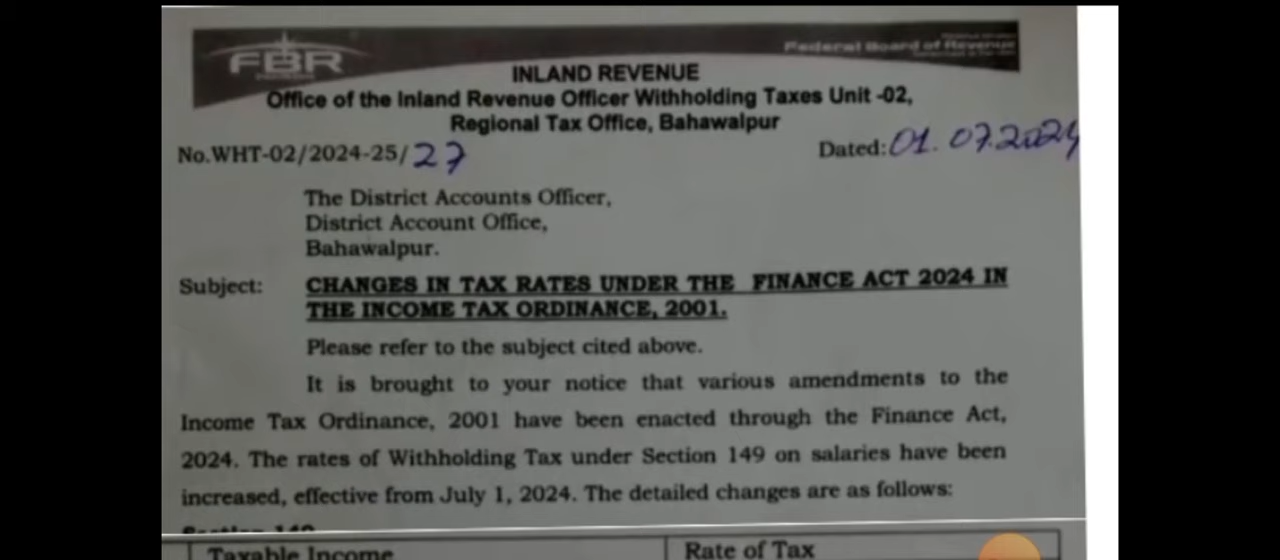 FBR
Federal Board of Revenue
INLAND REVENUE
Office of the Inland Revenue Officer Withholding Taxes Unit -02,
Regional Tax Office, Bahawalpur
No.WHT-02/2024-25/27
Dated: 01.07.2024
The District Accounts Officer,
District Account Office,
Bahawalpur.
Subject: CHANGES IN TAX RATES UNDER THE FINANCE ACT 2024 IN
THE INCOME TAX ORDINANCE, 2001.
Please refer to the subject cited above.
It is brought to your notice that various amendments to the
Income Tax Ordinance, 2001 have been enacted through the Finance Act,
2024. The rates of Withholding Tax under Section 149 on salaries have been
increased, effective from July 1, 2024. The detailed changes are as follows:
Taxable Income
Rate of Tax